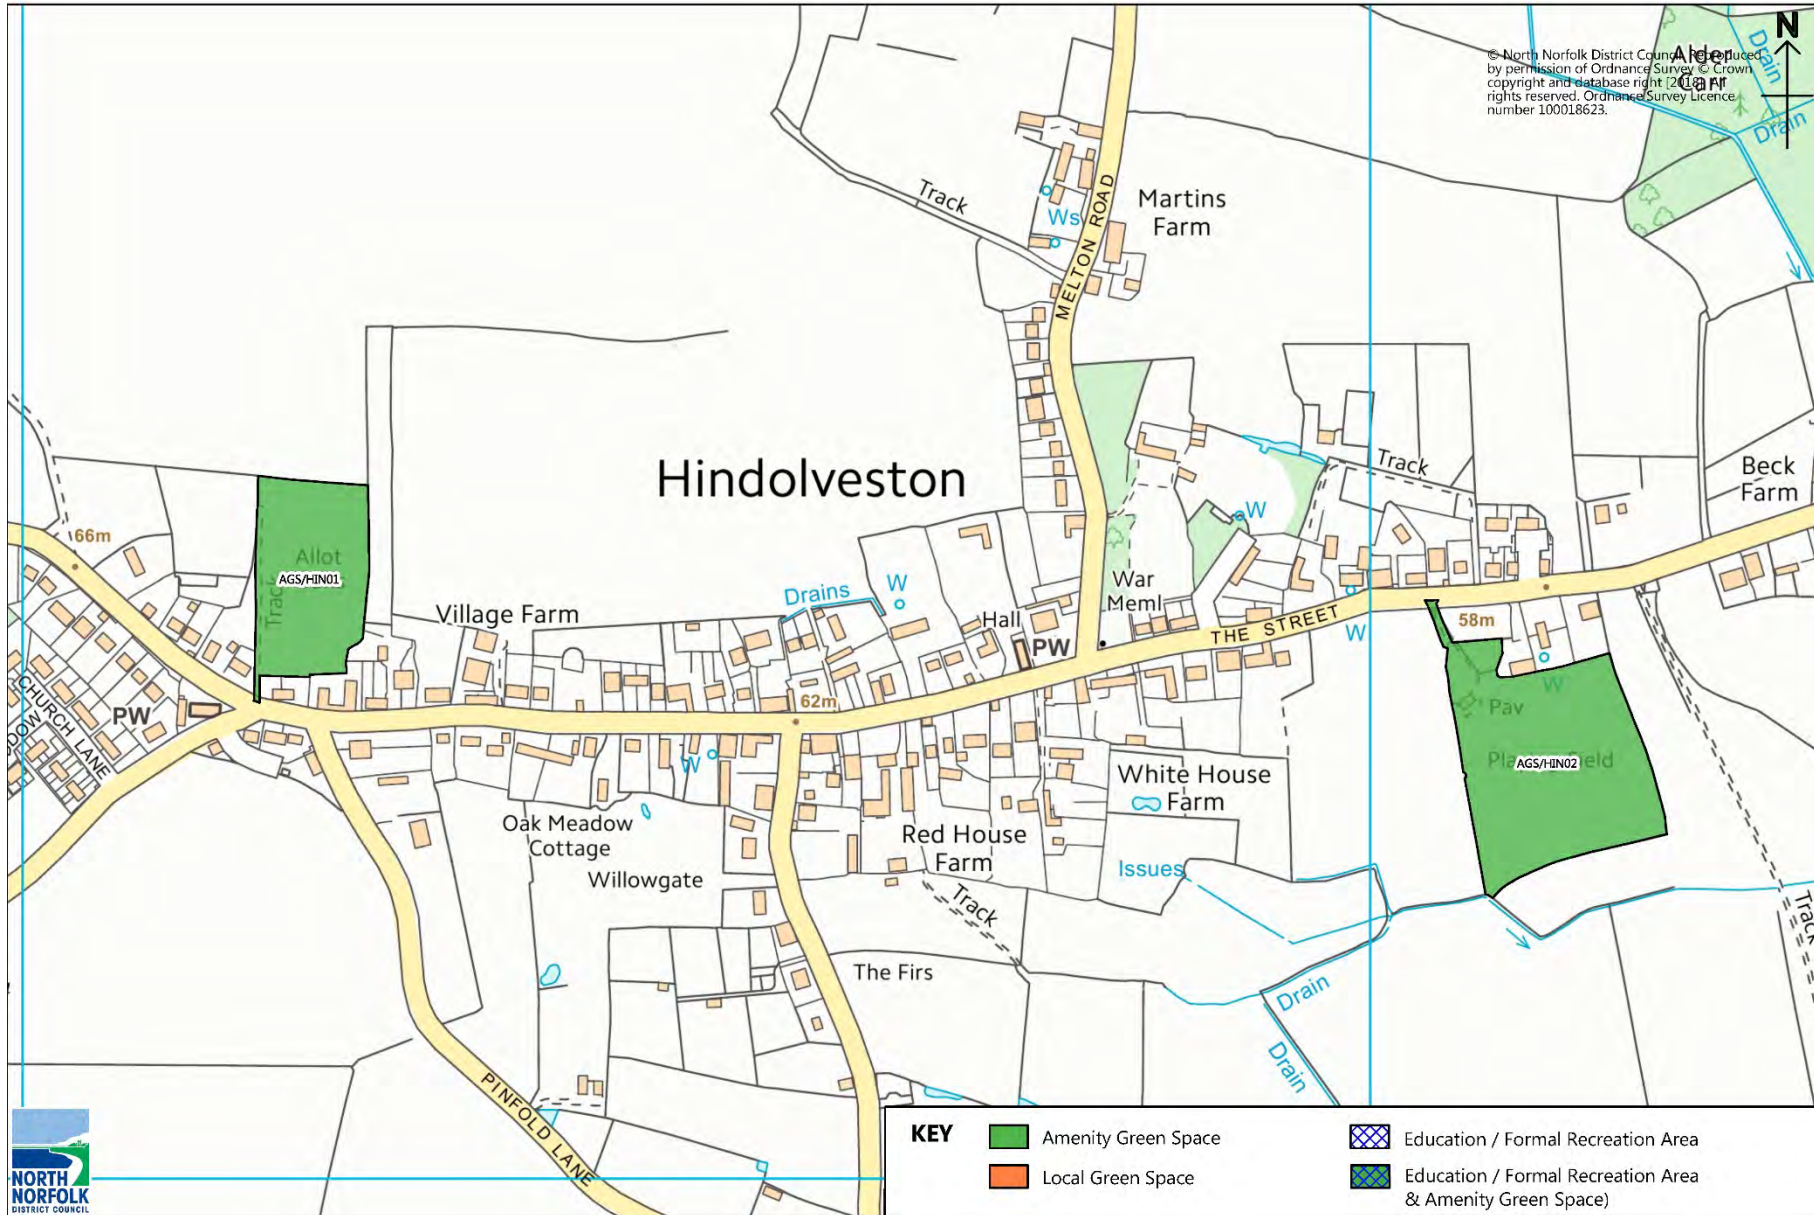 N
© North Norfolk District Council. Reproduced
by permission of Ordnance Survey © Crown
copyright and database right [2018]. All
rights reserved. Ordnance Survey Licence
number 100018623.
Alder
Carr
Drain
Drain
Track
Ws
MELTON ROAD
Martins
Farm
Hindolveston
Track
Beck
Farm
W
66m
Allot
AGS/HIN01
Track
Village Farm
Drains
W
Hall
PW
War
Meml
THE STREET
W
58m
W
Pav
AGS/HIN02
CHURCH LANE
PW
62m
W
Oak Meadow
Cottage
Willowgate
Red House
Farm
White House
Farm
Issues
Track
Track
The Firs
Drain
Drain
PINFOLD LANE
NORTH
NORFOLK
DISTRICT COUNCIL
KEY
Amenity Green Space
Local Green Space
Education / Formal Recreation Area
Education / Formal Recreation Area
& Amenity Green Space)